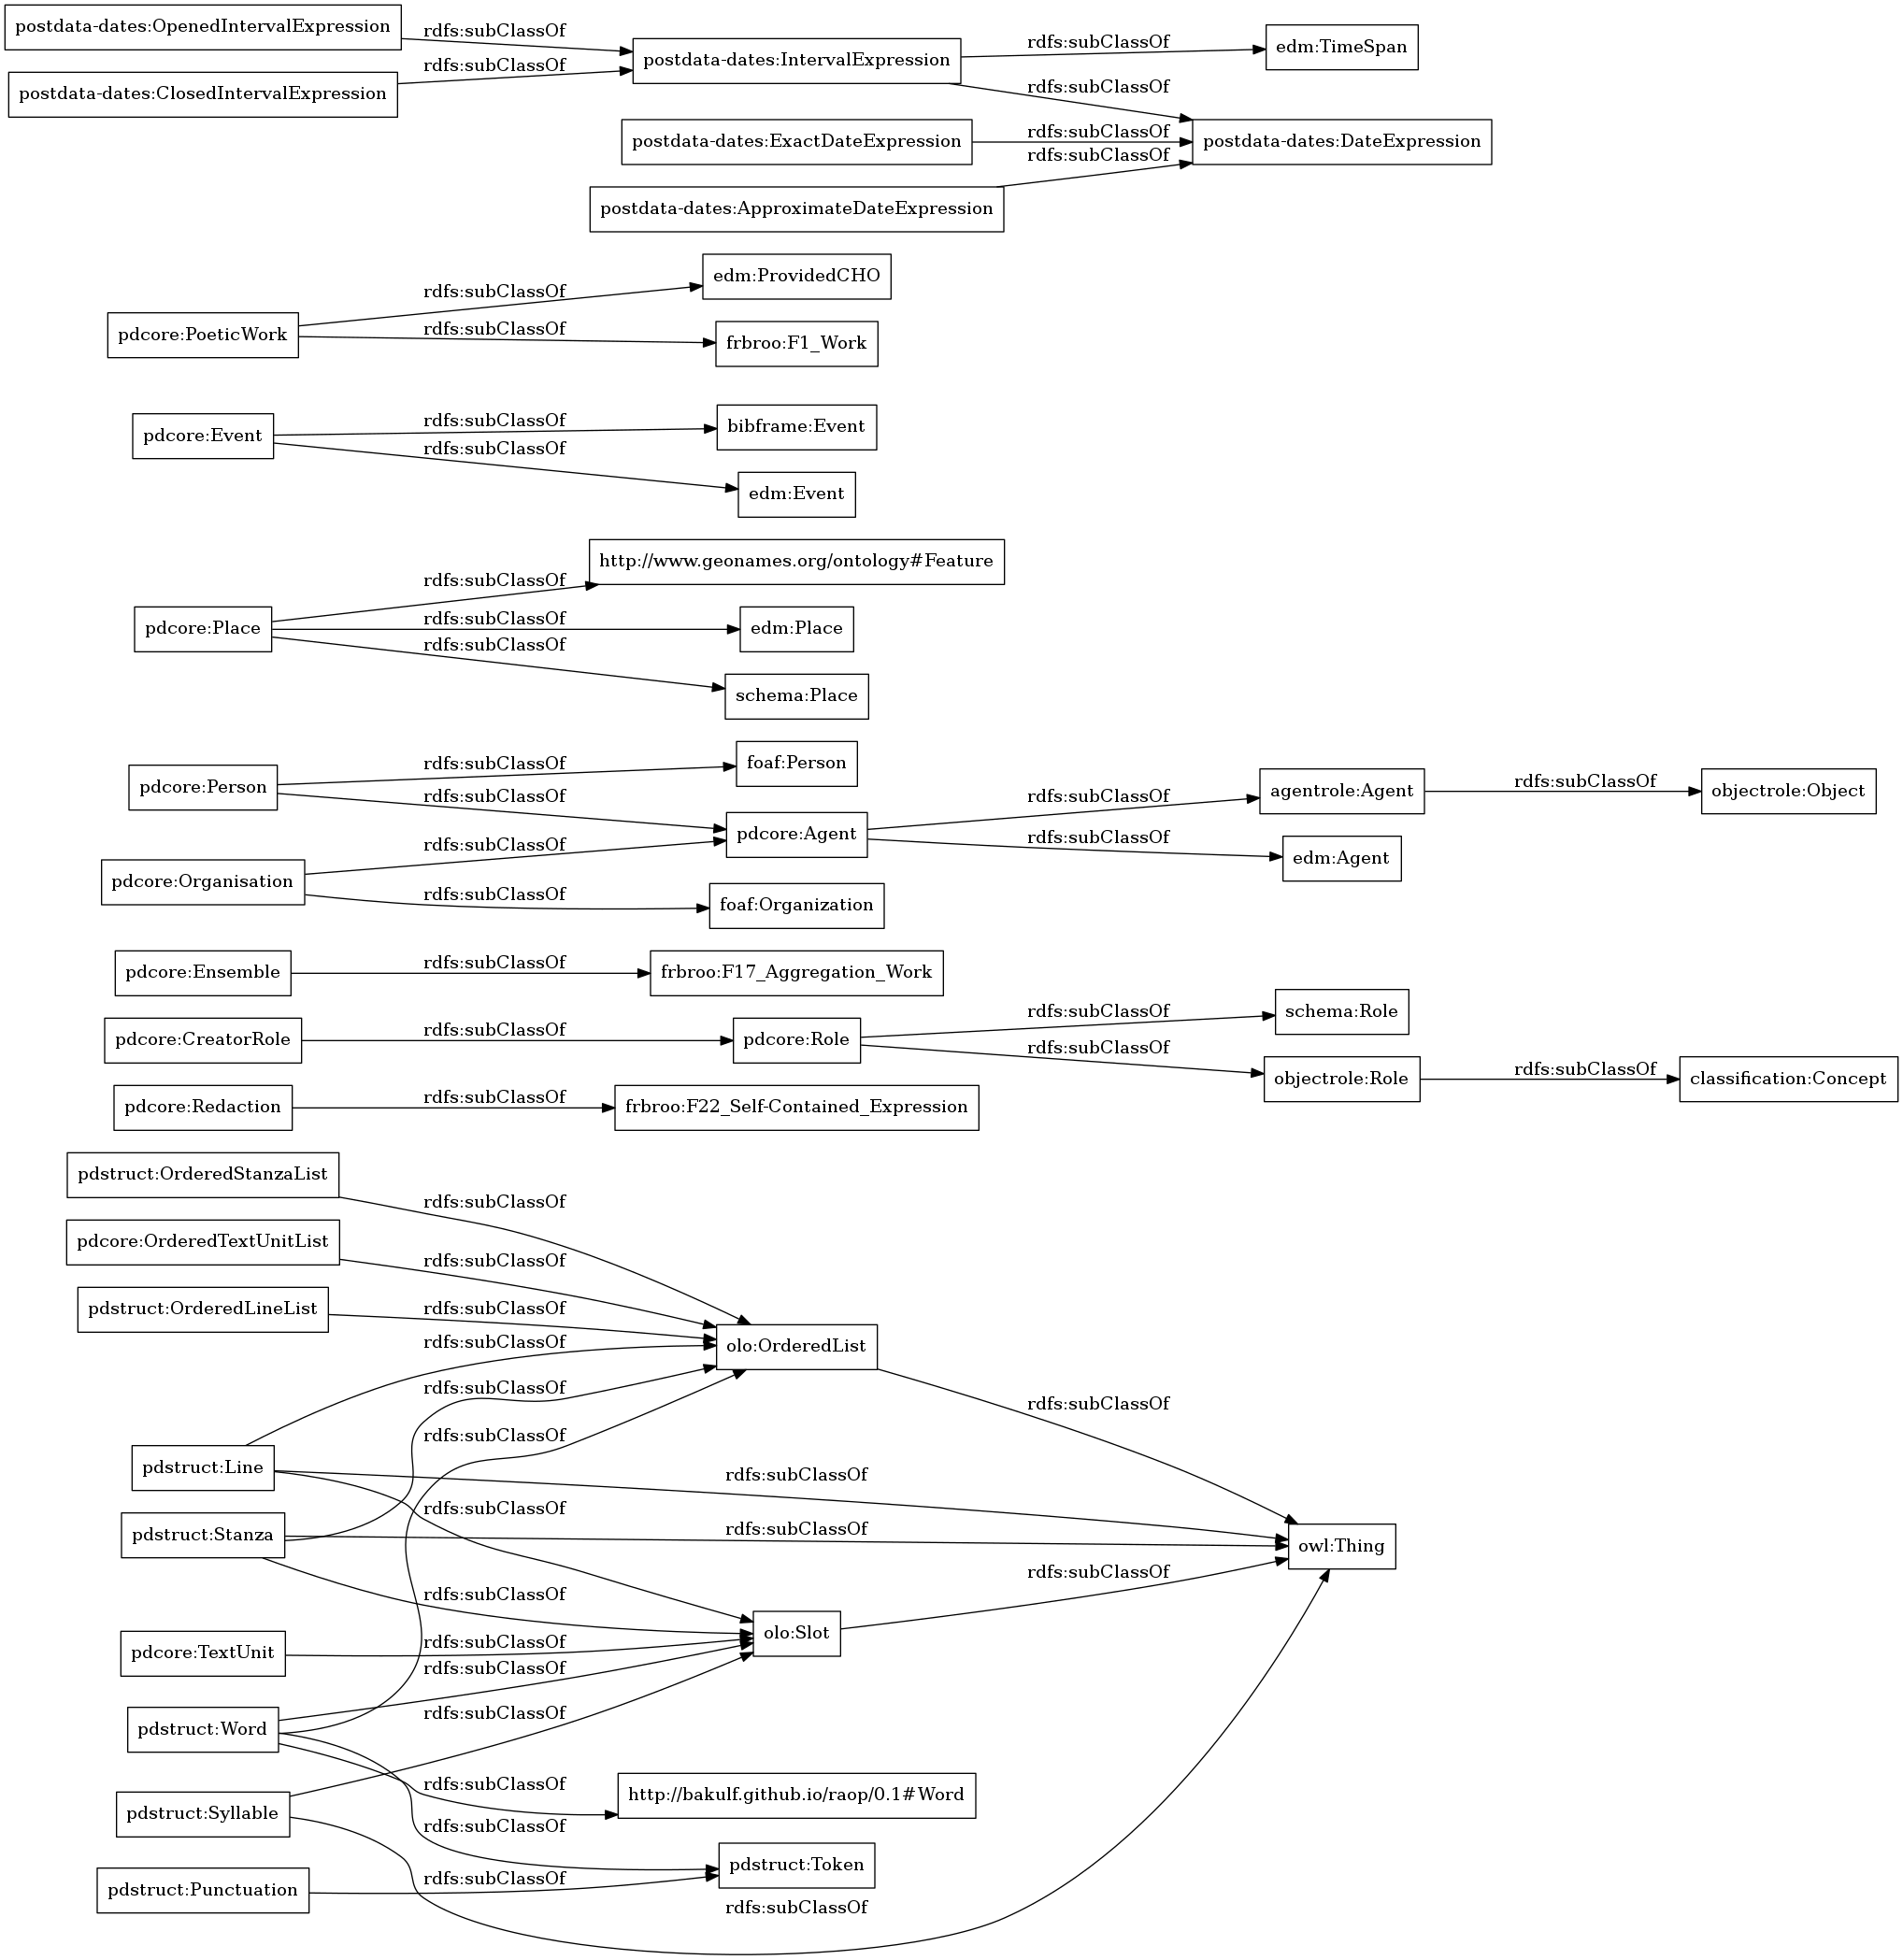 postdata-dates:OpenedIntervalExpression
rdfs:subClassOf
postdata-dates:IntervalExpression
rdfs:subClassOf
edm:TimeSpan
postdata-dates:ClosedIntervalExpression
rdfs:subClassOf
rdfs:subClassOf
postdata-dates:ExactDateExpression
rdfs:subClassOf
postdata-dates:DateExpression
rdfs:subClassOf
postdata-dates:ApproximateDateExpression
edm:ProvidedCHO
rdfs:subClassOf
pdcore:PoeticWork
rdfs:subClassOf
frbroo:F1_Work
rdfs:subClassOf
bibframe:Event
pdcore:Event
rdfs:subClassOf
edm:Event
http://www.geonames.org/ontology#Feature
rdfs:subClassOf
pdcore:Place
rdfs:subClassOf
edm:Place
rdfs:subClassOf
schema:Place
rdfs:subClassOf
foaf:Person
pdcore:Person
rdfs:subClassOf
rdfs:subClassOf
agentrole:Agent
rdfs:subClassOf
objectrole:Object
pdcore:Agent
rdfs:subClassOf
rdfs:subClassOf
edm:Agent
pdcore:Organisation
rdfs:subClassOf
foaf:Organization
pdcore:Ensemble
rdfs:subClassOf
frbroo:F17_Aggregation_Work
rdfs:subClassOf
schema:Role
pdcore:CreatorRole
rdfs:subClassOf
pdcore:Role
rdfs:subClassOf
objectrole:Role
rdfs:subClassOf
classification:Concept
pdcore:Redaction
rdfs:subClassOf
frbroo:F22_Self-Contained_Expression
pdstruct:OrderedStanzaList
rdfs:subClassOf
pdcore:OrderedTextUnitList
rdfs:subClassOf
pdstruct:OrderedLineList
rdfs:subClassOf
rdfs:subClassOf
olo:OrderedList
rdfs:subClassOf
rdfs:subClassOf
rdfs:subClassOf
pdstruct:Line
rdfs:subClassOf
rdfs:subClassOf
pdstruct:Stanza
rdfs:subClassOf
owl:Thing
rdfs:subClassOf
rdfs:subClassOf
pdcore:TextUnit
rdfs:subClassOf
olo:Slot
rdfs:subClassOf
pdstruct:Word
rdfs:subClassOf
rdfs:subClassOf
http://bakulf.github.io/raop/0.1#Word
pdstruct:Syllable
rdfs:subClassOf
pdstruct:Token
rdfs:subClassOf
pdstruct:Punctuation
rdfs:subClassOf